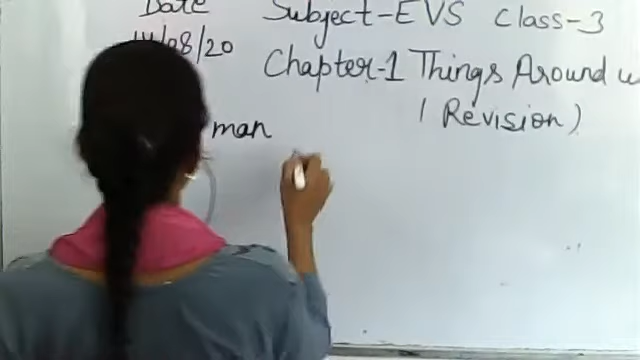 Date Subject-EVS Class-3
14/08/20 Chapter-1 Things Around
(Revision)
man